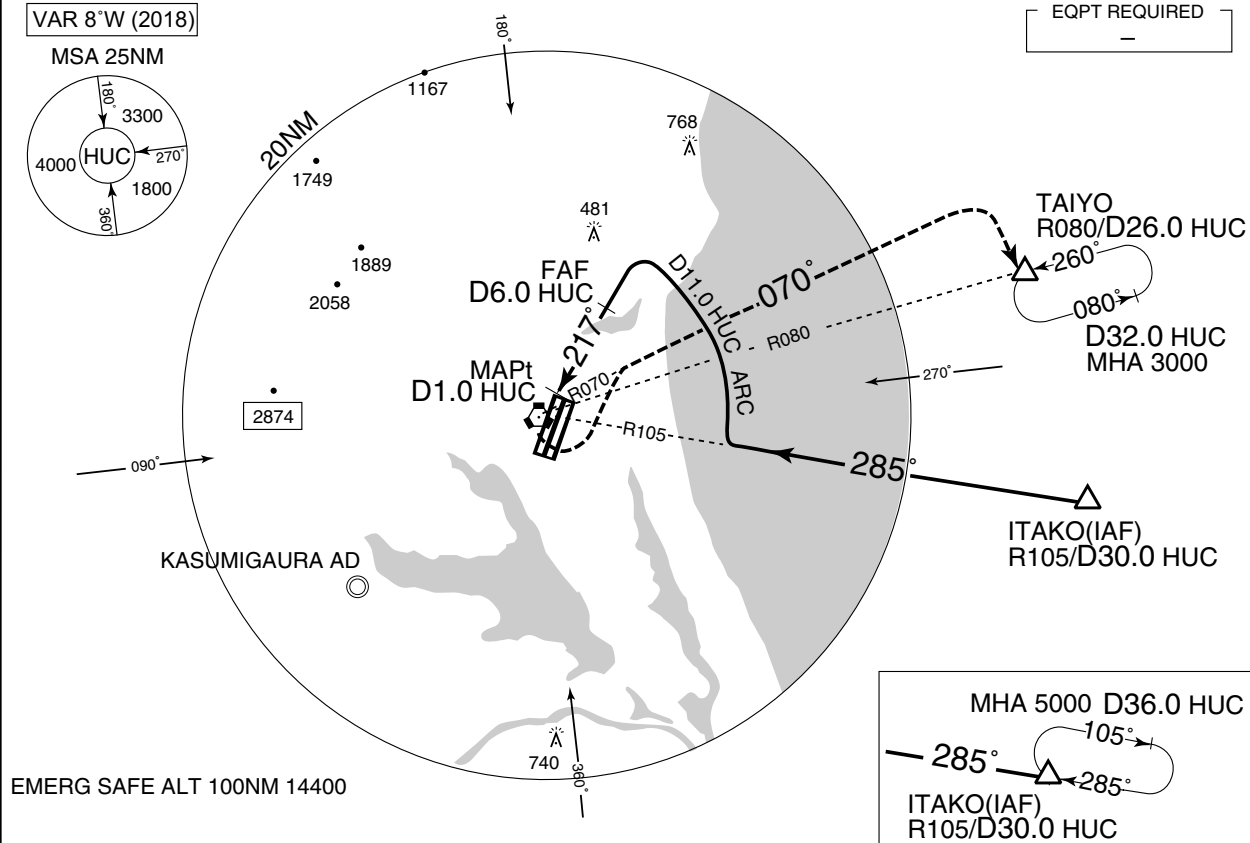 VAR 8°W (2018)
MSA 25NM
180°
3300
HUC
270°
4000
1800
360°
EQPT REQUIRED
–
180°
1167
20NM
1749
768
481
1889
2058
FAF
D6.0 HUC
217°
D11.0 HUC ARC
070°
TAIYO
R080/D26.0 HUC
260°
080°
D32.0 HUC
MHA 3000
R080
MAPt
D1.0 HUC
R070
270°
2874
R105
285°
090°
ITAKO(IAF)
R105/D30.0 HUC
KASUMIGAURA AD
740
360°
EMERG SAFE ALT 100NM 14400
MHA 5000 D36.0 HUC
105°
285°
285°
ITAKO(IAF)
R105/D30.0 HUC